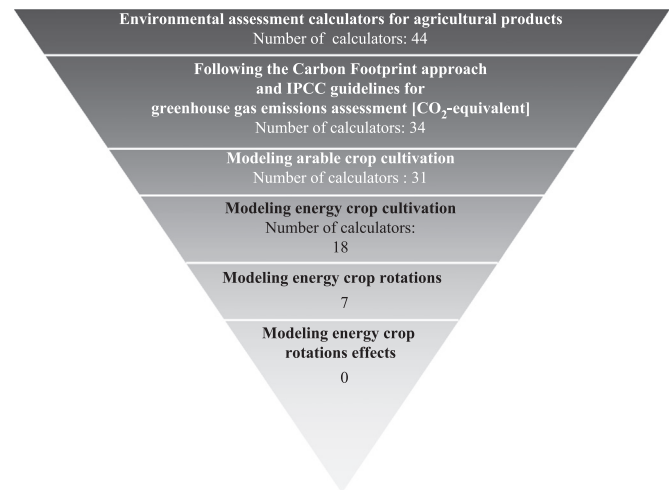 Environmental assessment calculators for agricultural products
Number of calculators: 44
Following the Carbon Footprint approach
and IPCC guidelines for
greenhouse gas emissions assessment [CO₂-equivalent]
Number of calculators: 34
Modeling arable crop cultivation
Number of calculators : 31
Modeling energy crop cultivation
Number of calculators:
18
Modeling energy crop rotations
7
Modeling energy crop
rotations effects
0